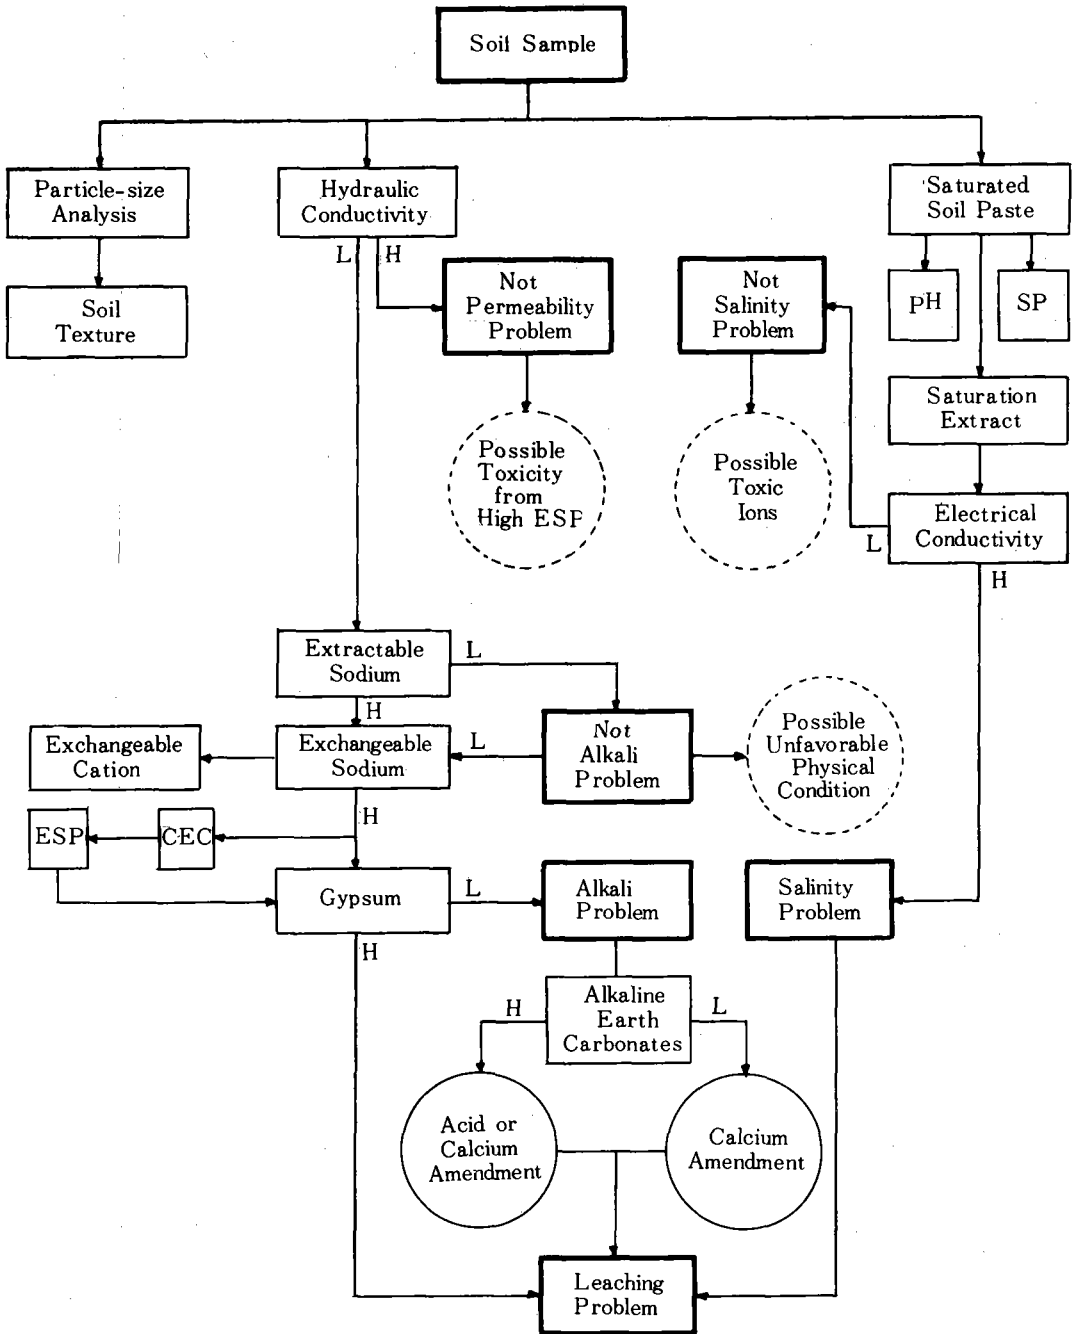 Soil Sample
Particle-size
Analysis
Hydraulic
Conductivity
Saturated
Soil Paste
L
H
Soil
Texture
Not
Permeability
Problem
Not
Salinity
Problem
PH
SP
Saturation
Extract
Possible
Toxicity
from
High ESP
Possible
Toxic
Ions
Electrical
Conductivity
L
H
Extractable
Sodium
L
H
Not
Alkali
Problem
Possible
Unfavorable
Physical
Condition
Exchangeable
Cation
Exchangeable
Sodium
L
H
ESP
CEC
Gypsum
L
H
Alkali
Problem
Salinity
Problem
Alkaline
Earth
Carbonates
H
L
Acid or
Calcium
Amendment
Calcium
Amendment
Leaching
Problem